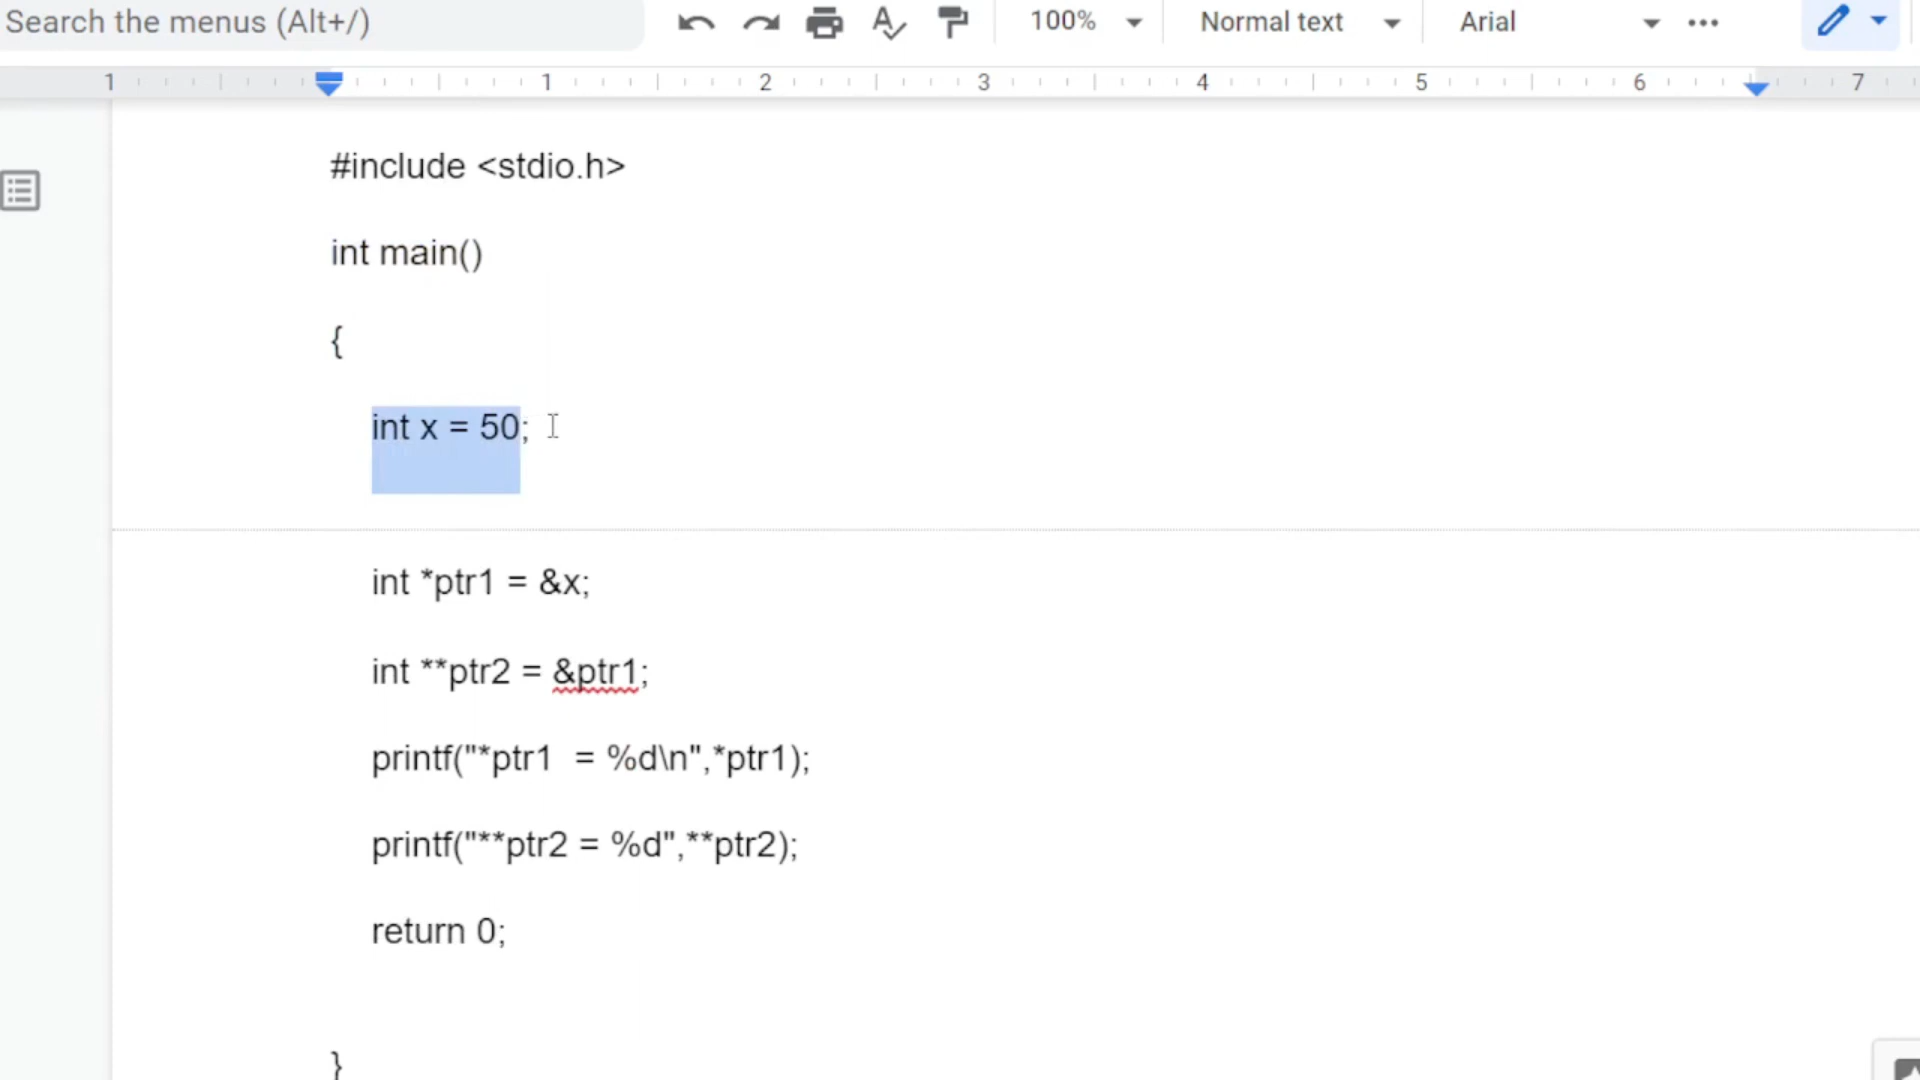 Search the menus (Alt+/) 100% Normal text Arial
1 1 2 3 4 5 6 7
#include <stdio.h>
int main()
{
int x = 50;
int *ptr1 = &x;
int **ptr2 = &ptr1;
printf("*ptr1  = %d\n",*ptr1);
printf("**ptr2 = %d",**ptr2);
return 0;
}